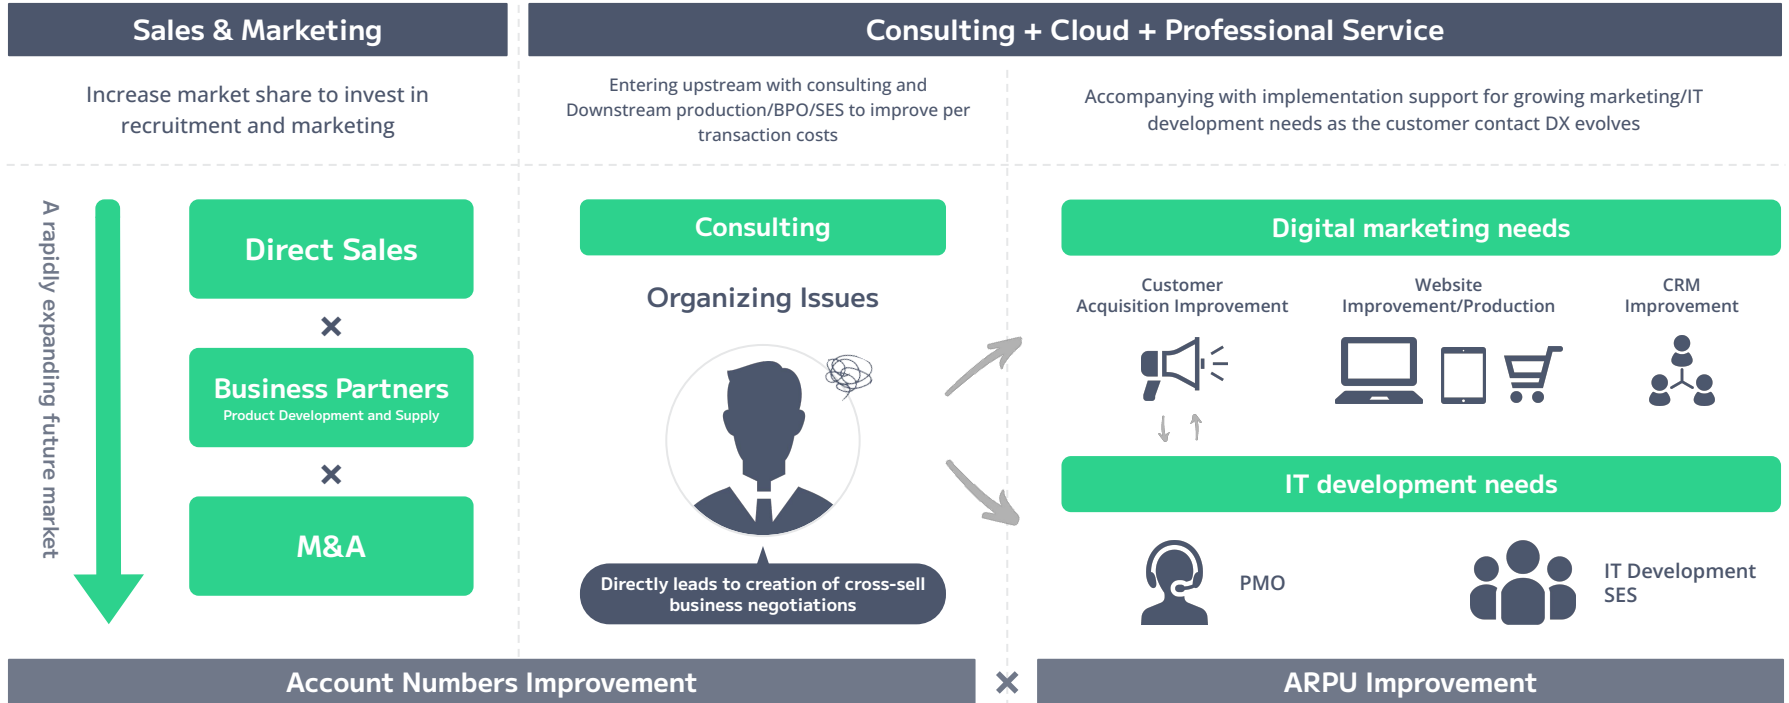 Sales & Marketing
Consulting + Cloud + Professional Service
Increase market share to invest in
recruitment and marketing
Entering upstream with consulting and
Downstream production/BPO/SES to improve per
transaction costs
Accompanying with implementation support for growing marketing/IT
development needs as the customer contact DX evolves
A rapidly expanding future market
Direct Sales
×
Business Partners
Product Development and Supply
×
M&A
Consulting
Organizing Issues
Directly leads to creation of cross-sell
business negotiations
Digital marketing needs
Customer
Acquisition Improvement
Website
Improvement/Production
CRM
Improvement
IT development needs
PMO
IT Development
SES
Account Numbers Improvement
×
ARPU Improvement